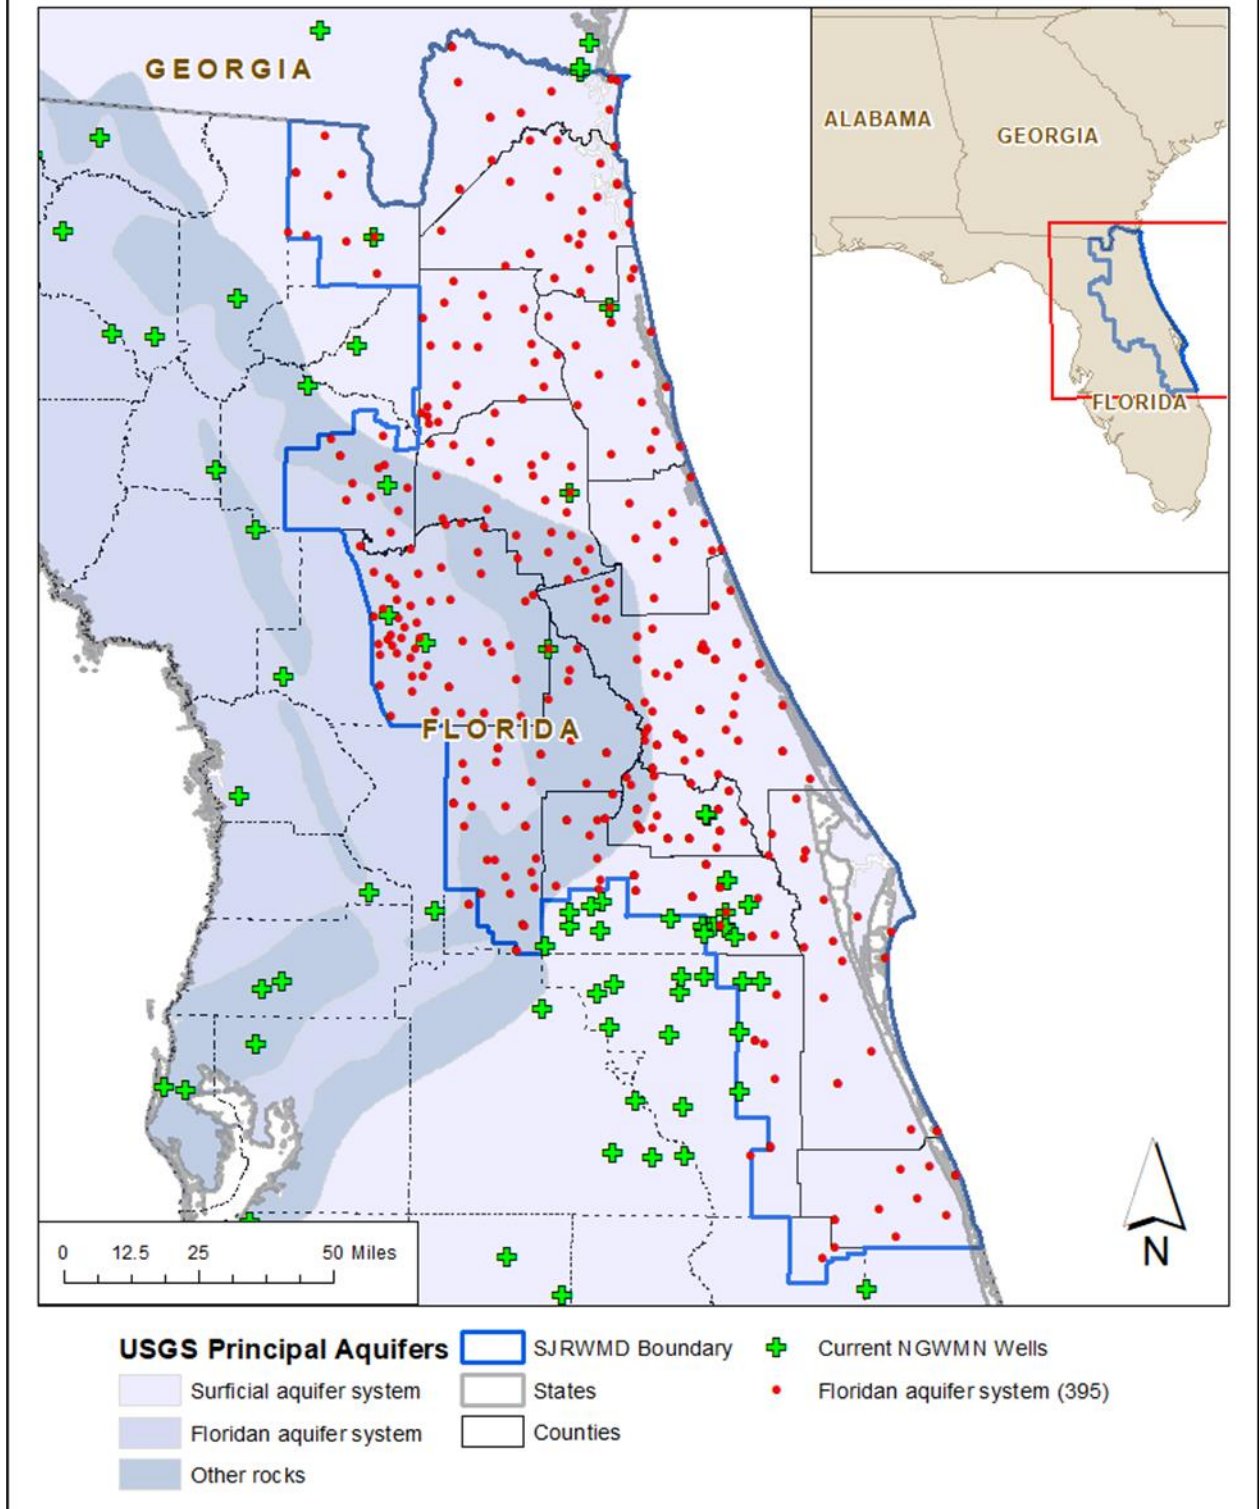 GEORGIA
ALABAMA
GEORGIA
FLORIDA
FLORIDA
0 12.5 25 50 Miles
N
USGS Principal Aquifers
Surficial aquifer system
Floridan aquifer system
Other rocks
SJRWMD Boundary
States
Counties
Current NGWMN Wells
Floridan aquifer system (395)